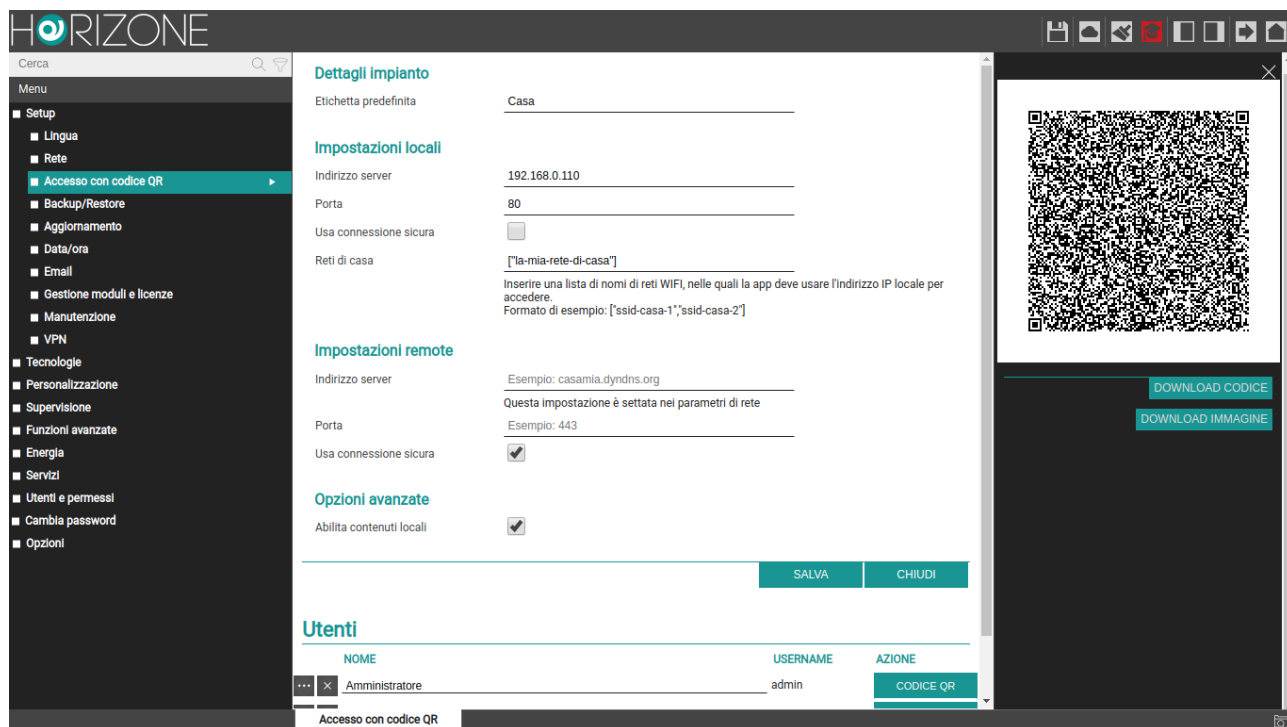 HORIZONE
Cerca
Menu
Setup
Lingua
Rete
Accesso con codice QR
Backup/Restore
Aggiornamento
Data/ora
Email
Gestione moduli e licenze
Manutenzione
VPN
Tecnologie
Personalizzazione
Supervisione
Funzioni avanzate
Energia
Servizi
Utenti e permessi
Cambia password
Opzioni
Dettagli impianto
Etichetta predefinita Casa
Impostazioni locali
Indirizzo server 192.168.0.110
Porta 80
Usa connessione sicura
Reti di casa ["la-mia-rete-di-casa"]
Inserire una lista di nomi di reti WIFI, nelle quali la app deve usare l'indirizzo IP locale per
accedere.
Formato di esempio: ["ssid-casa-1","ssid-casa-2"]
Impostazioni remote
Indirizzo server Esempio: casamia.dyndns.org
Questa impostazione è settata nei parametri di rete
Porta Esempio: 443
Usa connessione sicura
Opzioni avanzate
Abilita contenuti locali
SALVA CHIUDI
Utenti
NOME USERNAME AZIONE
Amministratore admin CODICE QR
DOWNLOAD CODICE
DOWNLOAD IMMAGINE
Accesso con codice QR